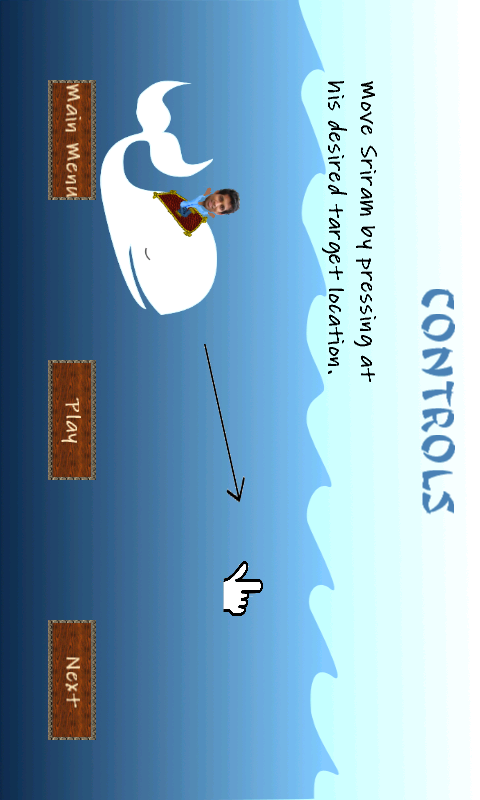 CONTROLS
Move Sriram by pressing at
his desired target location.
Main Menu
Play
Next